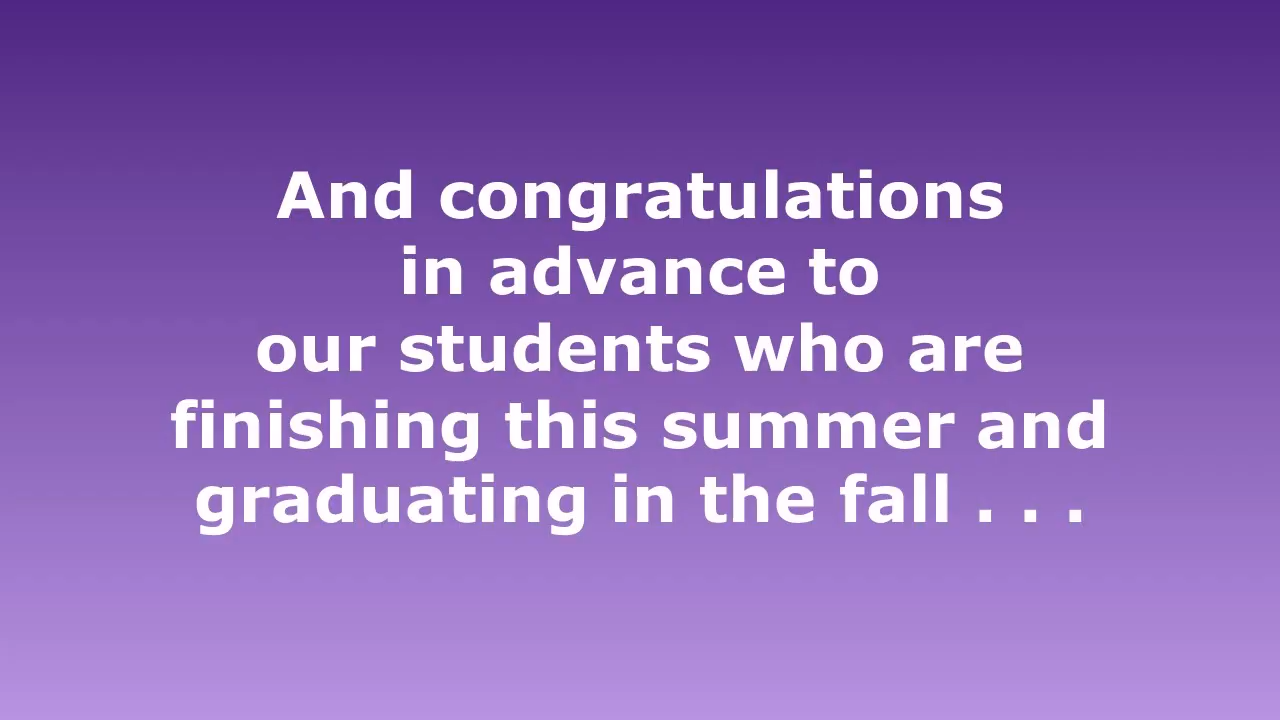 And congratulations
in advance to
our students who are
finishing this summer and
graduating in the fall . . .